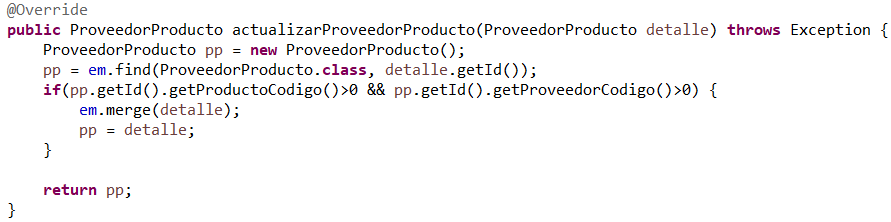 @Override
public ProveedorProducto actualizarProveedorProducto(ProveedorProducto detalle) throws Exception {
    ProveedorProducto pp = new ProveedorProducto();
    pp = em.find(ProveedorProducto.class, detalle.getId());
    if(pp.getId().getProductoCodigo()>0 && pp.getId().getProveedorCodigo()>0) {
        em.merge(detalle);
        pp = detalle;
    }

    return pp;
}